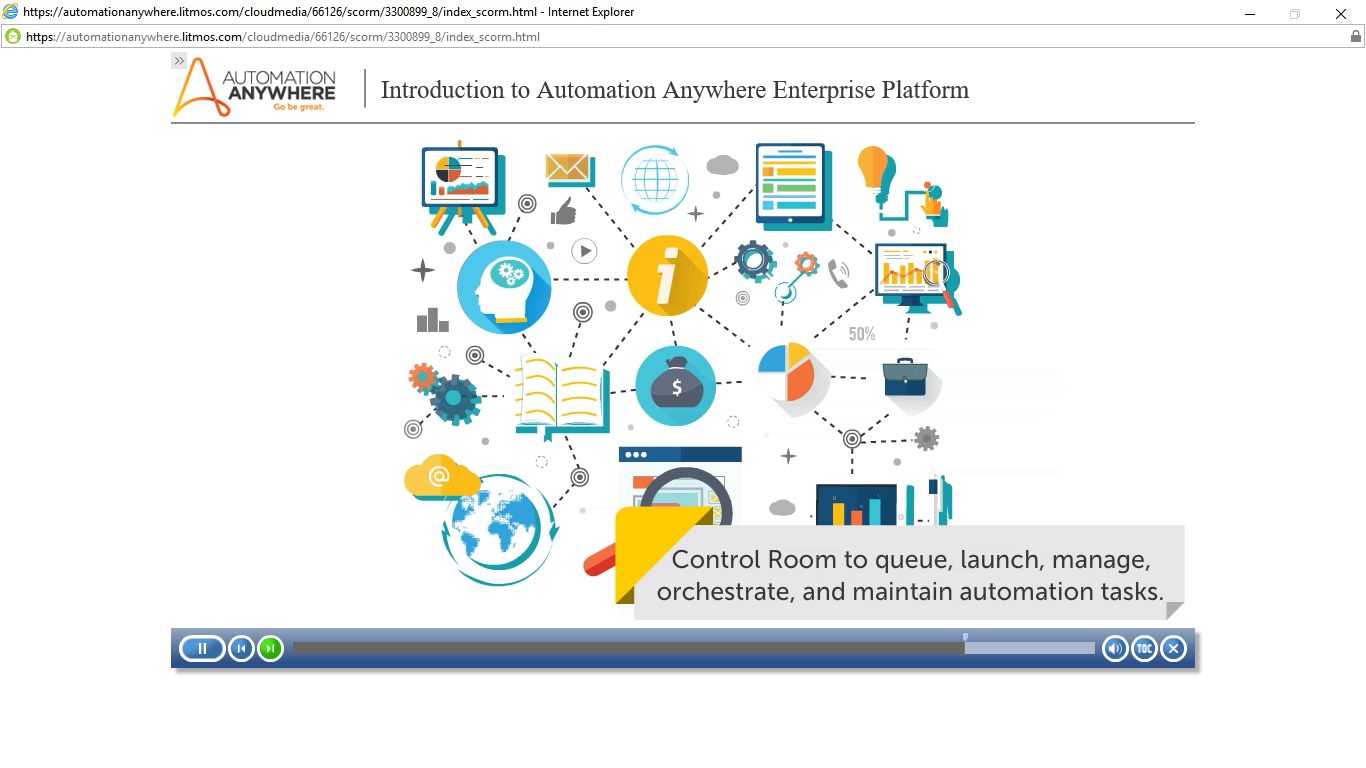 https://automationanywhere.litmos.com/cloudmedia/66126/scorm/3300899_8/index_scorm.html - Internet Explorer
https://automationanywhere.litmos.com/cloudmedia/66126/scorm/3300899_8/index_scorm.html
AUTOMATION
ANYWHERE
Go be great.
Introduction to Automation Anywhere Enterprise Platform
i
50%
$
@
Control Room to queue, launch, manage,
orchestrate, and maintain automation tasks.
TOC